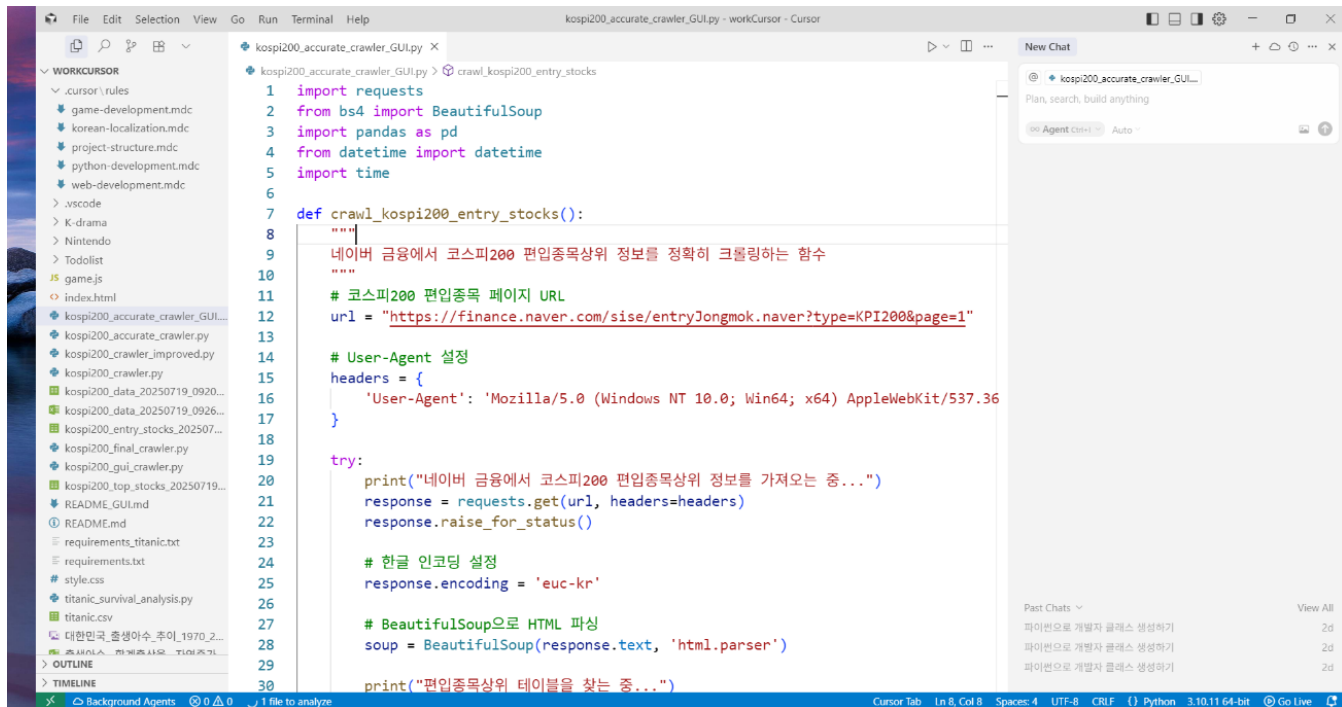 File Edit Selection View Go Run Terminal Help
kospi200_accurate_crawler_GUI.py - workCursor - Cursor
WORKCURSOR
.cursor\rules
game-development.mdc
korean-localization.mdc
project-structure.mdc
python-development.mdc
web-development.mdc
.vscode
K-drama
Nintendo
Todolist
JS game.js
<> index.html
kospi200_accurate_crawler_GUI....
kospi200_accurate_crawler.py
kospi200_crawler_improved.py
kospi200_crawler.py
kospi200_data_20250719_0920...
kospi200_data_20250719_0926...
kospi200_entry_stocks_202507...
kospi200_final_crawler.py
kospi200_gui_crawler.py
kospi200_top_stocks_20250719...
README_GUI.md
README.md
requirements_titanic.txt
requirements.txt
# style.css
titanic_survival_analysis.py
titanic.csv
대한민국_출생아수_추이_1970_2...
OUTLINE
TIMELINE
kospi200_accurate_crawler_GUI.py
kospi200_accurate_crawler_GUI.py > crawl_kospi200_entry_stocks
1 import requests
2 from bs4 import BeautifulSoup
3 import pandas as pd
4 from datetime import datetime
5 import time
6
7 def crawl_kospi200_entry_stocks():
8 """
9 네이버 금융에서 코스피200 편입종목상위 정보를 정확히 크롤링하는 함수
10 """
11 # 코스피200 편입종목 페이지 URL
12 url = "https://finance.naver.com/sise/entryJongmok.naver?type=KPI200&page=1"
13
14 # User-Agent 설정
15 headers = {
16 'User-Agent': 'Mozilla/5.0 (Windows NT 10.0; Win64; x64) AppleWebKit/537.36
17 }
18
19 try:
20 print("네이버 금융에서 코스피200 편입종목상위 정보를 가져오는 중...")
21 response = requests.get(url, headers=headers)
22 response.raise_for_status()
23
24 # 한글 인코딩 설정
25 response.encoding = 'euc-kr'
26
27 # BeautifulSoup으로 HTML 파싱
28 soup = BeautifulSoup(response.text, 'html.parser')
29
30 print("편입종목상위 테이블을 찾는 중...")
New Chat
@ kospi200_accurate_crawler_GUI....
Plan, search, build anything
∞ Agent Ctrl+I Auto
Past Chats View All
파이썬으로 개발자 클래스 생성하기 2d
파이썬으로 개발자 클래스 생성하기 2d
파이썬으로 개발자 클래스 생성하기 2d
Background Agents 0 0 1 file to analyze Cursor Tab Ln 8, Col 8 Spaces: 4 UTF-8 CRLF {} Python 3.10.11 64-bit Go Live